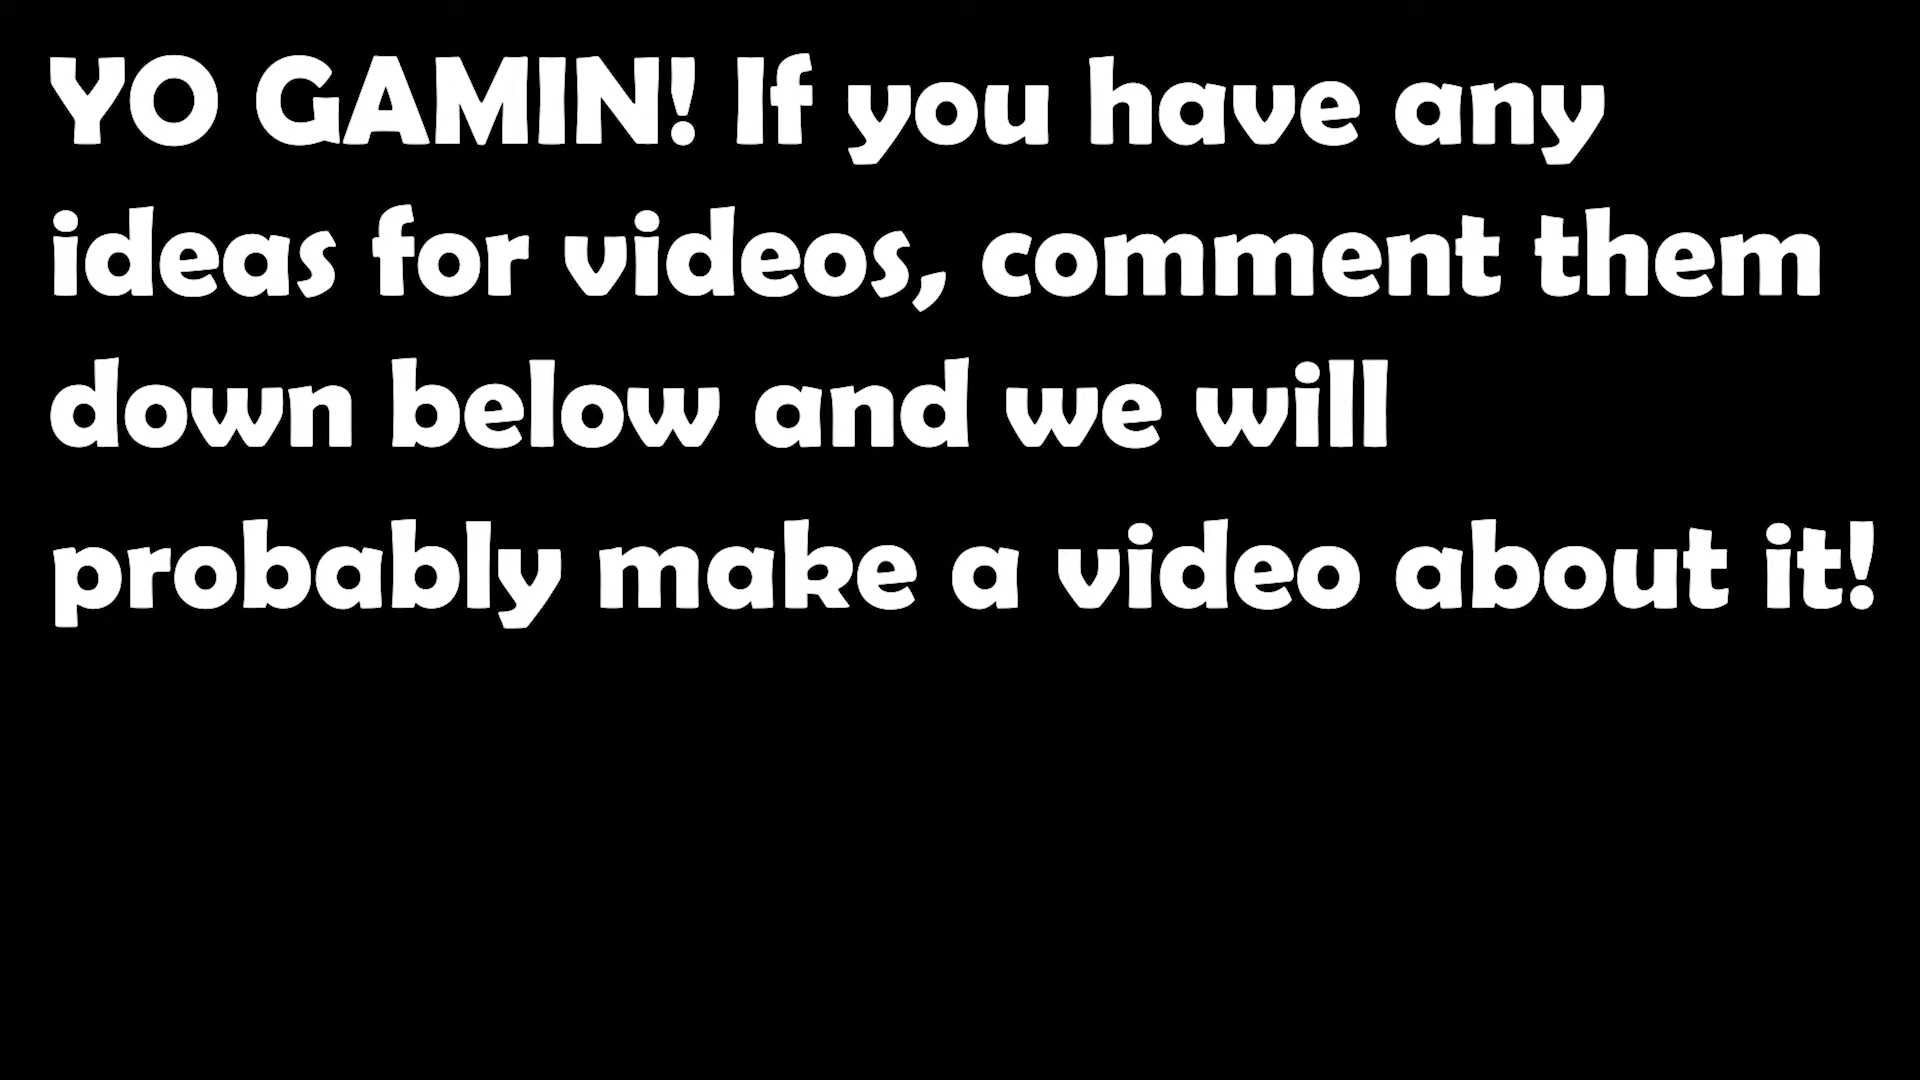 YO GAMIN! If you have any
ideas for videos, comment them
down below and we will
probably make a video about it!